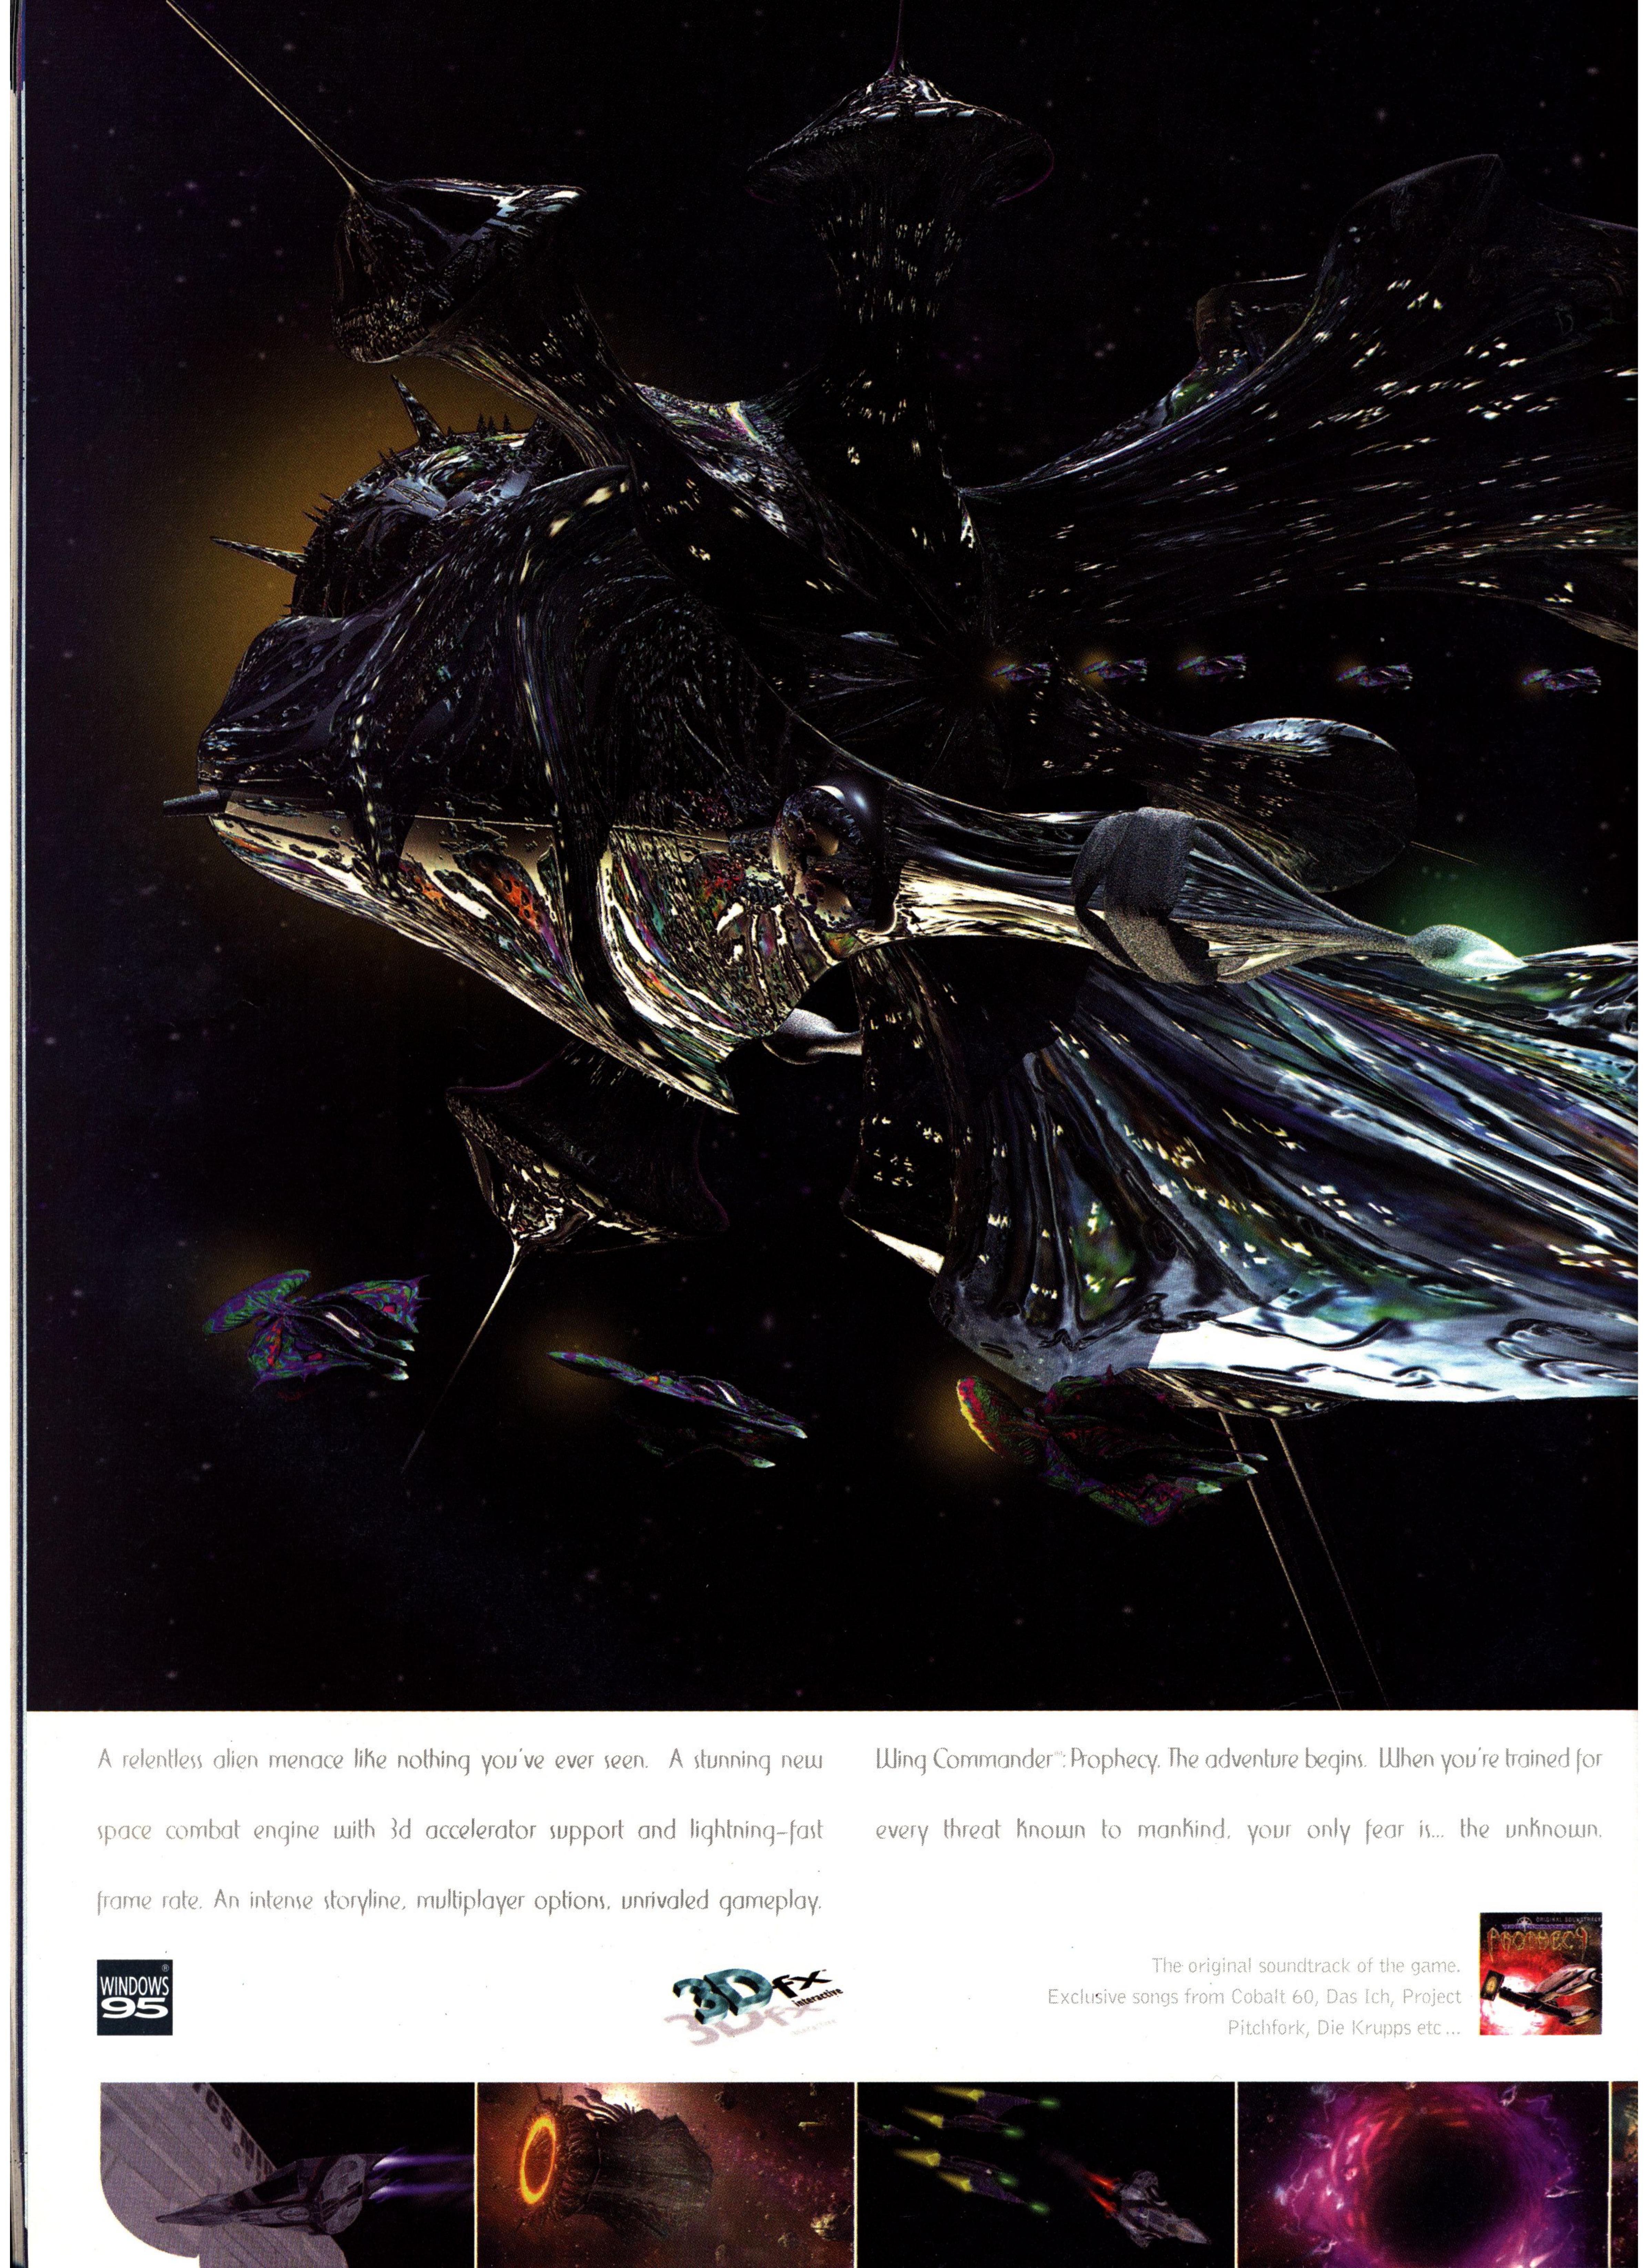 A relentless alien menace like nothing you've ever seen. A stunning new
space combat engine with 3d accelerator support and lightning-fast
frame rate. An intense storyline, multiplayer options, unrivaled gameplay.
Wing Commander™: Prophecy. The adventure begins. When you're trained for
every threat known to mankind, your only fear is... the unknown.
WINDOWS®
95
3Dfx
interactive
The original soundtrack of the game.
Exclusive songs from Cobalt 60, Das Ich, Project
Pitchfork, Die Krupps etc...
ORIGINAL SOUNDTRACK
PROPHECY